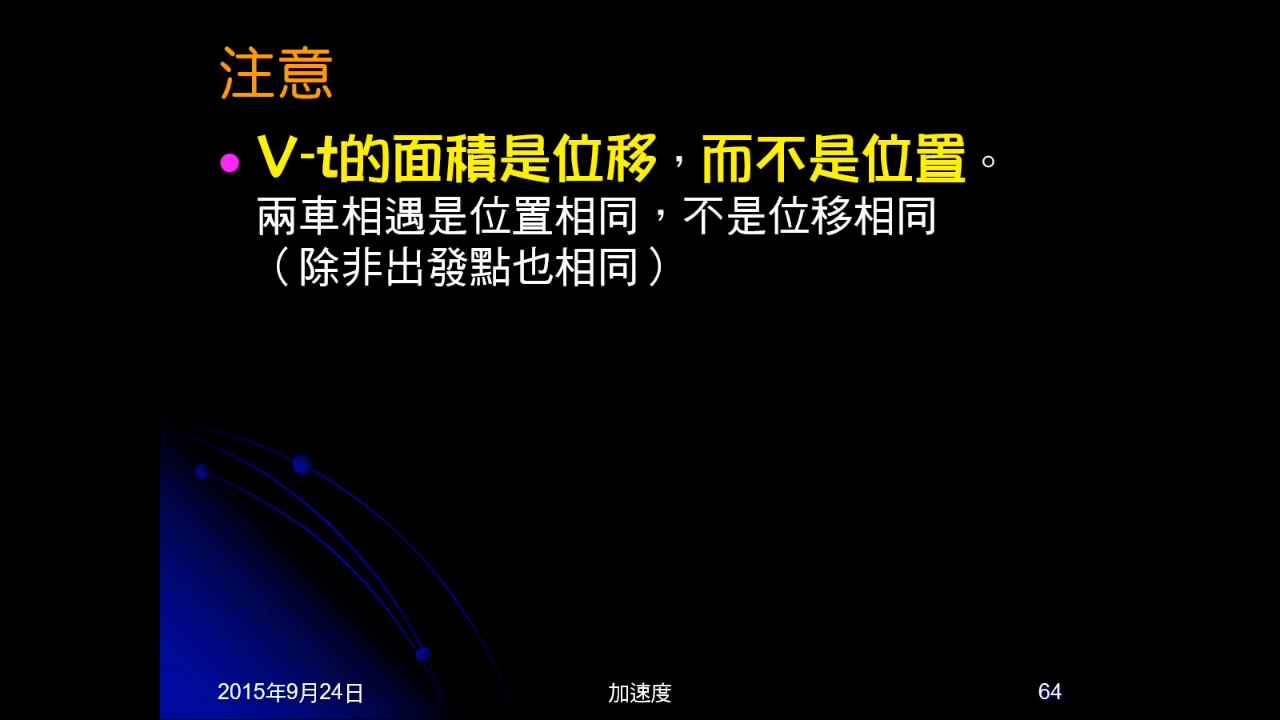 注意
V-t的面積是位移，而不是位置。
兩車相遇是位置相同，不是位移相同
（除非出發點也相同）
2015年9月24日
加速度
64